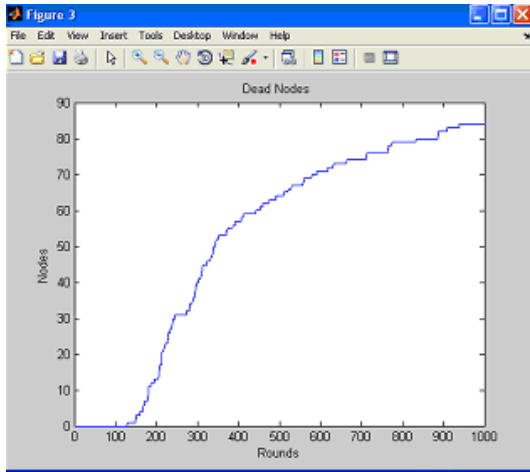 Figure 3
File Edit View Insert Tools Desktop Window Help
Dead Nodes
90
80
70
60
50
40
30
20
10
0
Nodes
0 100 200 300 400 500 600 700 800 900 1000
Rounds